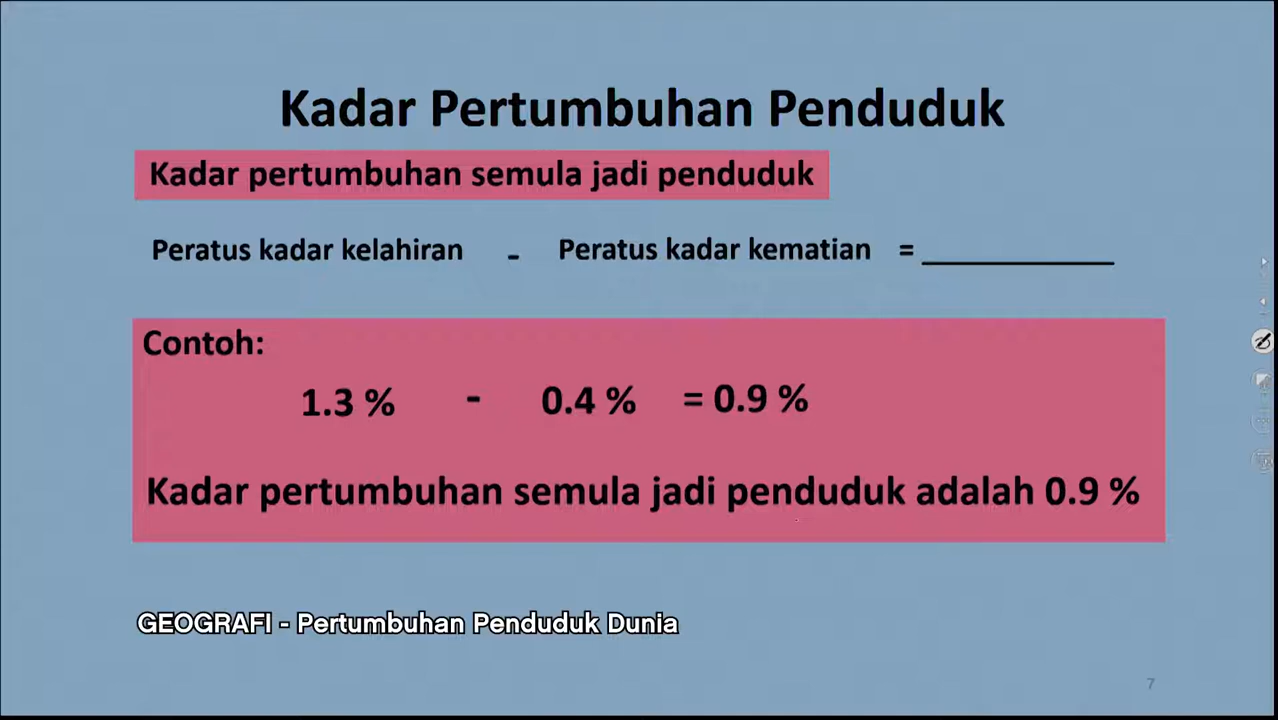 Kadar Pertumbuhan Penduduk
Kadar pertumbuhan semula jadi penduduk
Peratus kadar kelahiran - Peratus kadar kematian = ____________
Contoh:
1.3 % - 0.4 % = 0.9 %
Kadar pertumbuhan semula jadi penduduk adalah 0.9 %
GEOGRAFI - Pertumbuhan Penduduk Dunia
7